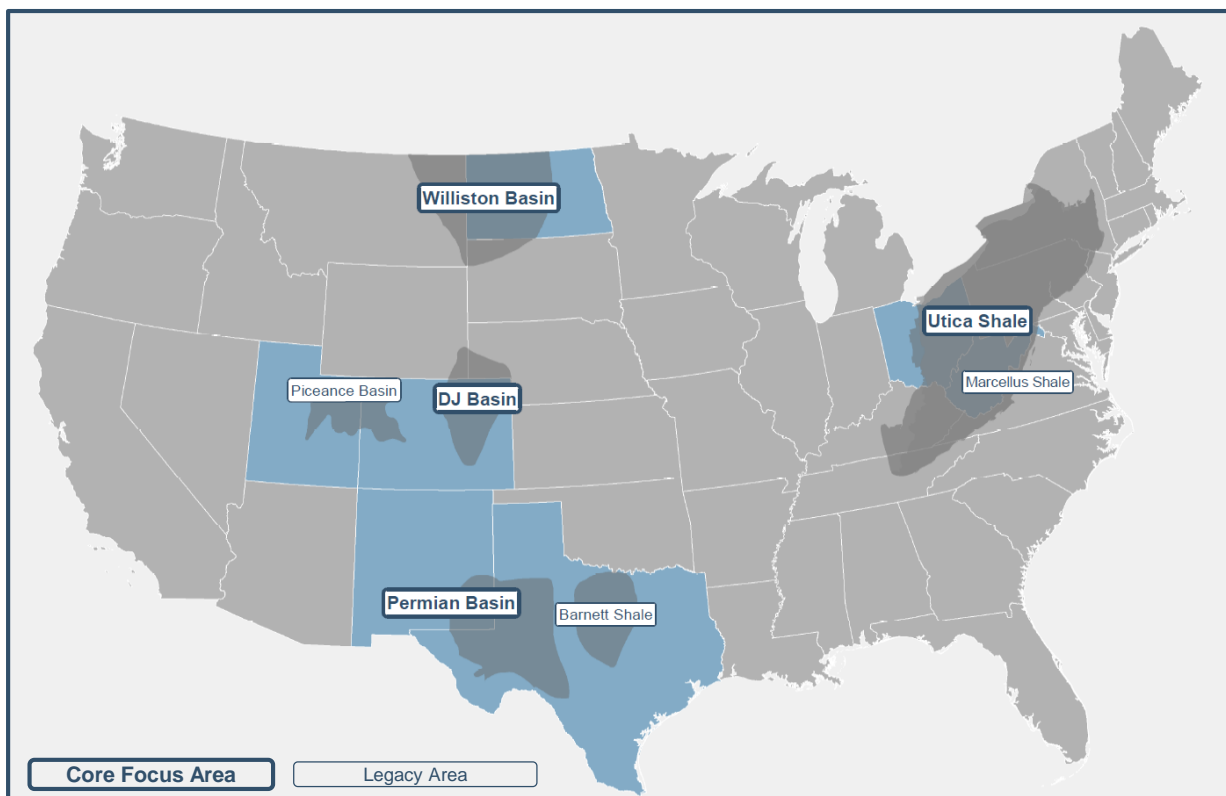 Williston Basin
Utica Shale
Piceance Basin
DJ Basin
Marcellus Shale
Permian Basin
Barnett Shale
Core Focus Area
Legacy Area